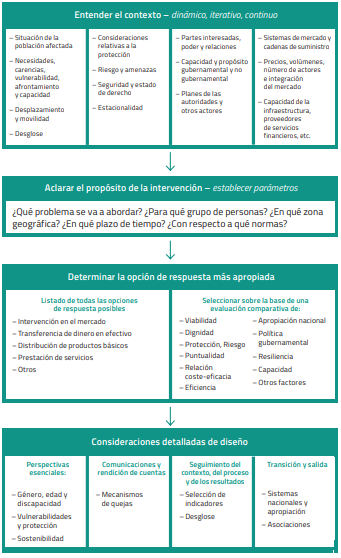 Entender el contexto – dinámico, iterativo, continuo
– Situación de la
población afectada
– Necesidades,
carencias,
vulnerabilidad,
afrontamiento
y capacidad
– Desplazamiento
y movilidad
– Desglose
– Consideraciones
relativas a la
protección
– Riesgo y amenazas
– Seguridad y estado
de derecho
– Estacionalidad
– Partes interesadas,
poder y relaciones
– Capacidad y propósito
gubernamental y no
gubernamental
– Planes de las
autoridades y
otros actores
– Sistemas de mercado y
cadenas de suministro
– Precios, volúmenes,
número de actores
e integración
del mercado
– Capacidad de la
infraestructura,
proveedores
de servicios
financieros, etc.
Aclarar el propósito de la intervención – establecer parámetros
¿Qué problema se va a abordar? ¿Para qué grupo de personas? ¿En qué zona
geográfica? ¿En qué plazo de tiempo? ¿Con respecto a qué normas?
Determinar la opción de respuesta más apropiada
Listado de todas las opciones
de respuesta posibles
– Intervención en el mercado
– Transferencia de dinero en efectivo
– Distribución de productos básicos
– Prestación de servicios
– Otros
Seleccionar sobre la base de una
evaluación comparativa de:
– Viabilidad
– Dignidad
– Protección, Riesgo
– Puntualidad
– Relación
coste-eficacia
– Eficiencia
– Apropiación nacional
– Política
gubernamental
– Resiliencia
– Capacidad
– Otros factores
Consideraciones detalladas de diseño
Perspectivas
esenciales:
– Género, edad y
discapacidad
– Vulnerabilidades
y protección
– Sostenibilidad
Comunicaciones y
rendición de cuentas
– Mecanismos
de quejas
Seguimiento del
contexto, del proceso
y de los resultados
– Selección de
indicadores
– Desglose
Transición y salida
– Sistemas
nacionales y
apropiación
– Asociaciones